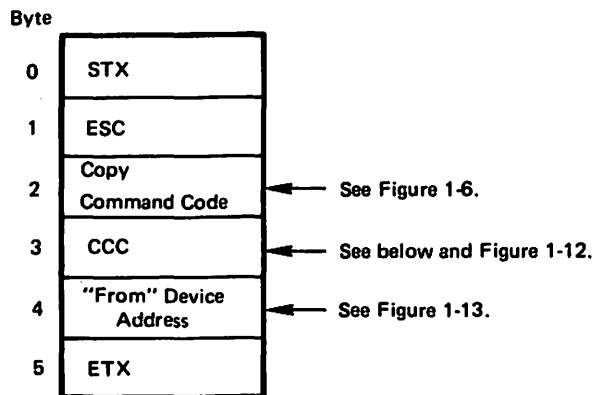 Byte
0 STX
1 ESC
Copy
2 Command Code See Figure 1-6.
3 CCC See below and Figure 1-12.
"From" Device
4 Address See Figure 1-13.
5 ETX